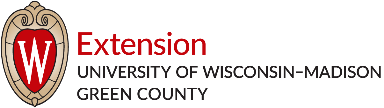 W
Extension
UNIVERSITY OF WISCONSIN–MADISON
GREEN COUNTY